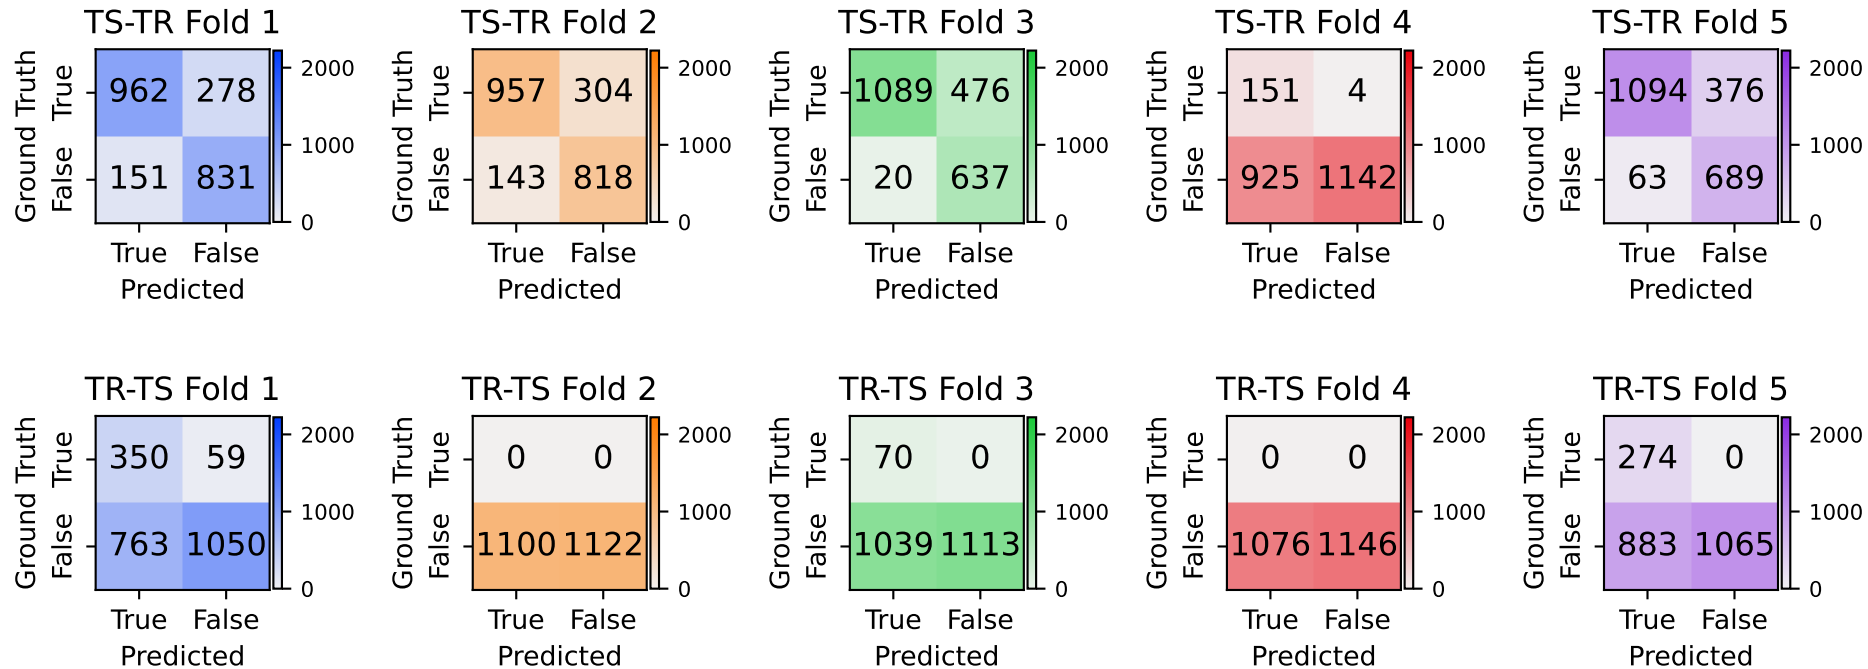 TS-TR Fold 1
Ground Truth
True
False
962 278
151 831
2000
1000
0
True False
Predicted
TS-TR Fold 2
Ground Truth
True
False
957 304
143 818
2000
1000
0
True False
Predicted
TS-TR Fold 3
Ground Truth
True
False
1089 476
20 637
2000
1000
0
True False
Predicted
TS-TR Fold 4
Ground Truth
True
False
151 4
925 1142
2000
1000
0
True False
Predicted
TS-TR Fold 5
Ground Truth
True
False
1094 376
63 689
2000
1000
0
True False
Predicted
TR-TS Fold 1
Ground Truth
True
False
350 59
763 1050
2000
1000
0
True False
Predicted
TR-TS Fold 2
Ground Truth
True
False
0 0
1100 1122
2000
1000
0
True False
Predicted
TR-TS Fold 3
Ground Truth
True
False
70 0
1039 1113
2000
1000
0
True False
Predicted
TR-TS Fold 4
Ground Truth
True
False
0 0
1076 1146
2000
1000
0
True False
Predicted
TR-TS Fold 5
Ground Truth
True
False
274 0
883 1065
2000
1000
0
True False
Predicted